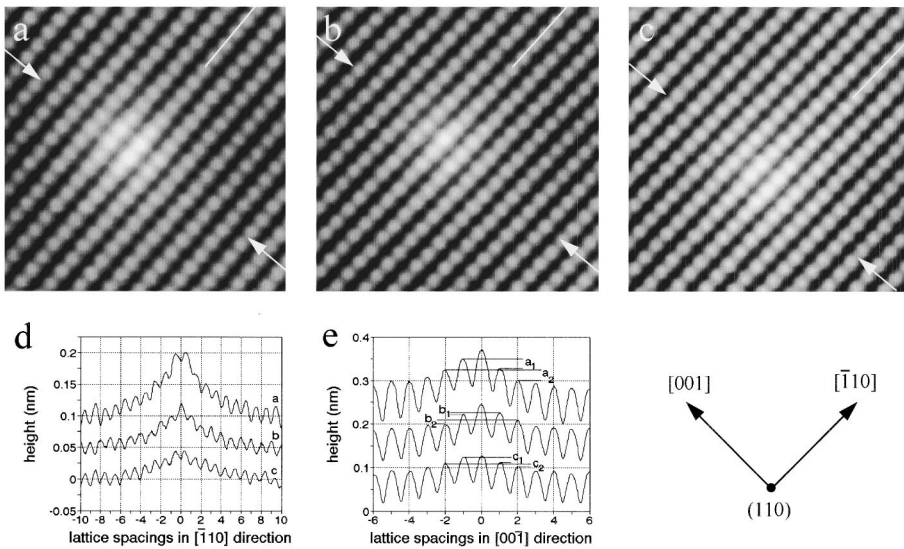 a
b
c
d
0.2
0.15
0.1
0.05
0
-0.05
height (nm)
a
b
c
-10 -8 -6 -4 -2 0 2 4 6 8 10
lattice spacings in [1̅10] direction
e
0.4
0.3
0.2
0.1
0
height (nm)
a₁
a₂
b₁
b₂
c₁
c₂
-6 -4 -2 0 2 4 6
lattice spacings in [001̅] direction
[001]
[1̅10]
(110)